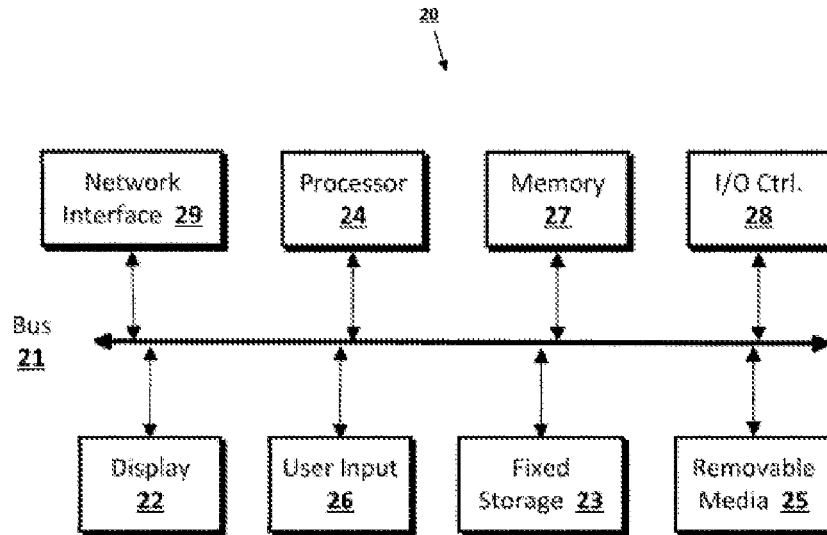 20
Network
Interface 29
Processor
24
Memory
27
I/O Ctrl.
28
Bus
21
Display
22
User Input
26
Fixed
Storage 23
Removable
Media 25